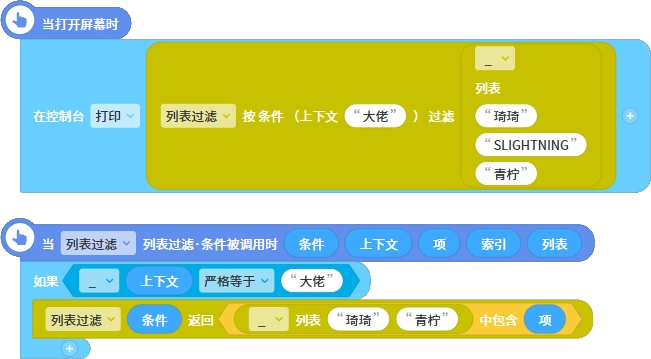 当打开屏幕时
在控制台 打印 列表过滤 按 条件 （上下文 “大佬” ） 过滤 _ 列表
“琦琦”
“SLIGHTNING”
“青柠”
当 列表过滤 列表过滤·条件被调用时 条件 上下文 项 索引 列表
如果 _ 上下文 严格等于 “大佬”
列表过滤 条件 返回 _ 列表 “琦琦” “青柠” 中包含 项